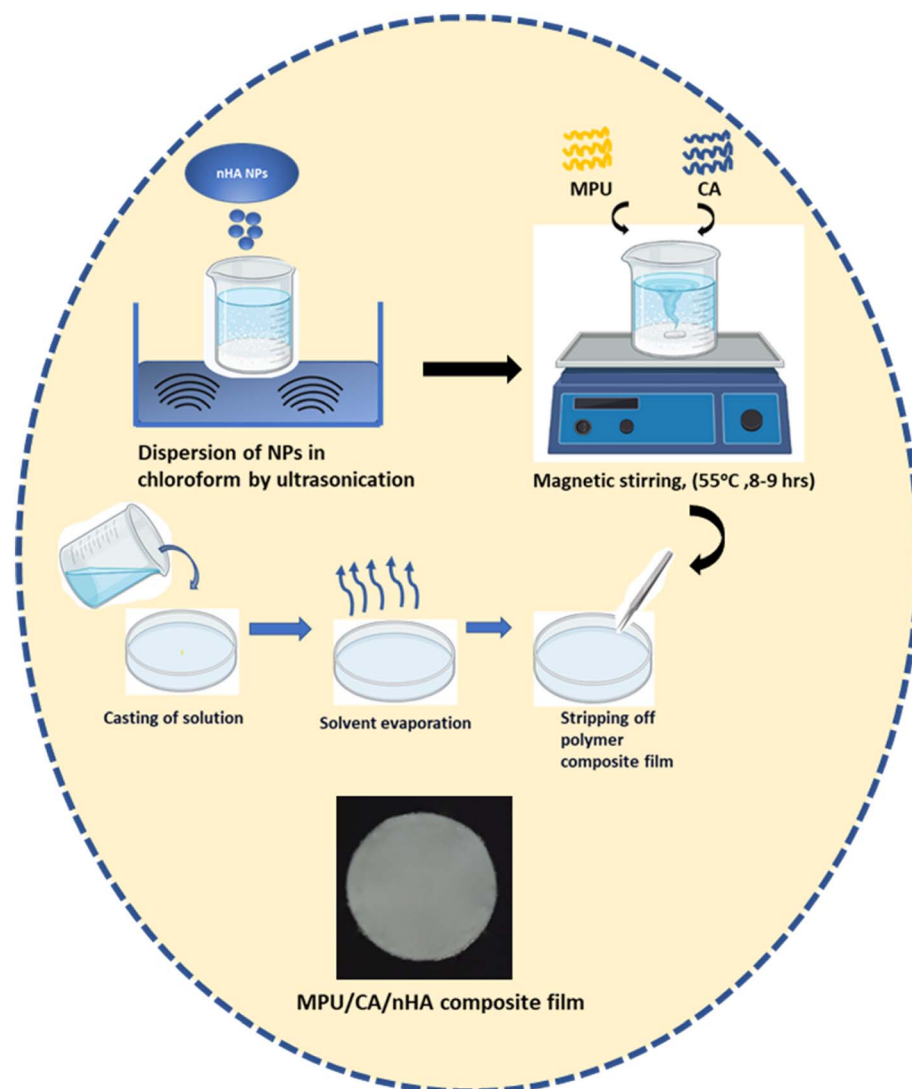 nHA NPs
MPU
CA
Dispersion of NPs in
chloroform by ultrasonication
Magnetic stirring, (55°C ,8-9 hrs)
Casting of solution
Solvent evaporation
Stripping off
polymer
composite film
MPU/CA/nHA composite film